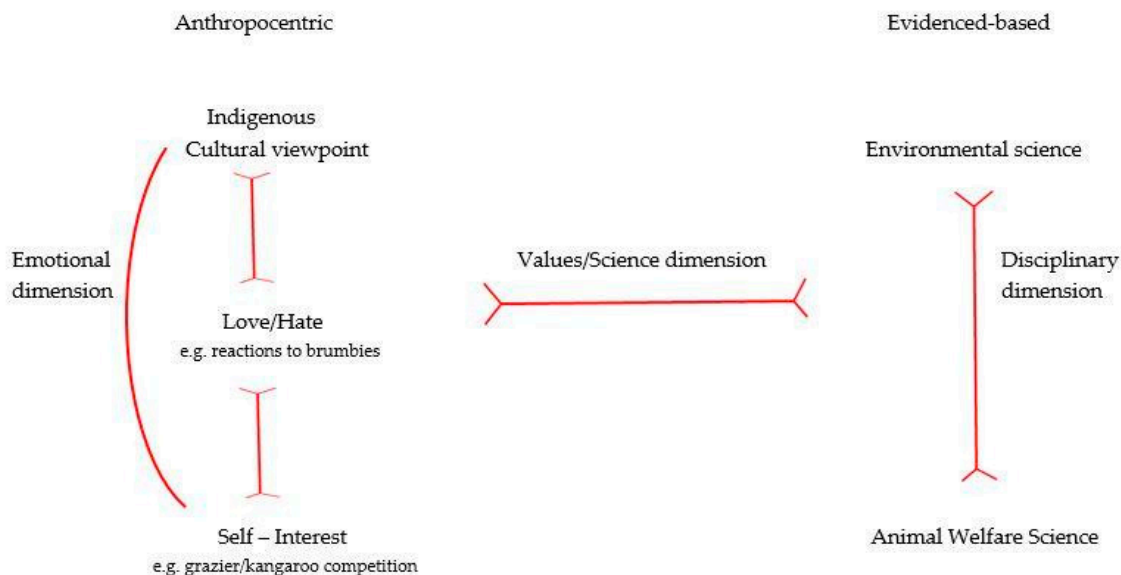 Anthropocentric
Evidenced-based
Indigenous
Cultural viewpoint
Environmental science
Emotional
dimension
Values/Science dimension
Disciplinary
dimension
Love/Hate
e.g. reactions to brumbies
Self – Interest
e.g. grazier/kangaroo competition
Animal Welfare Science